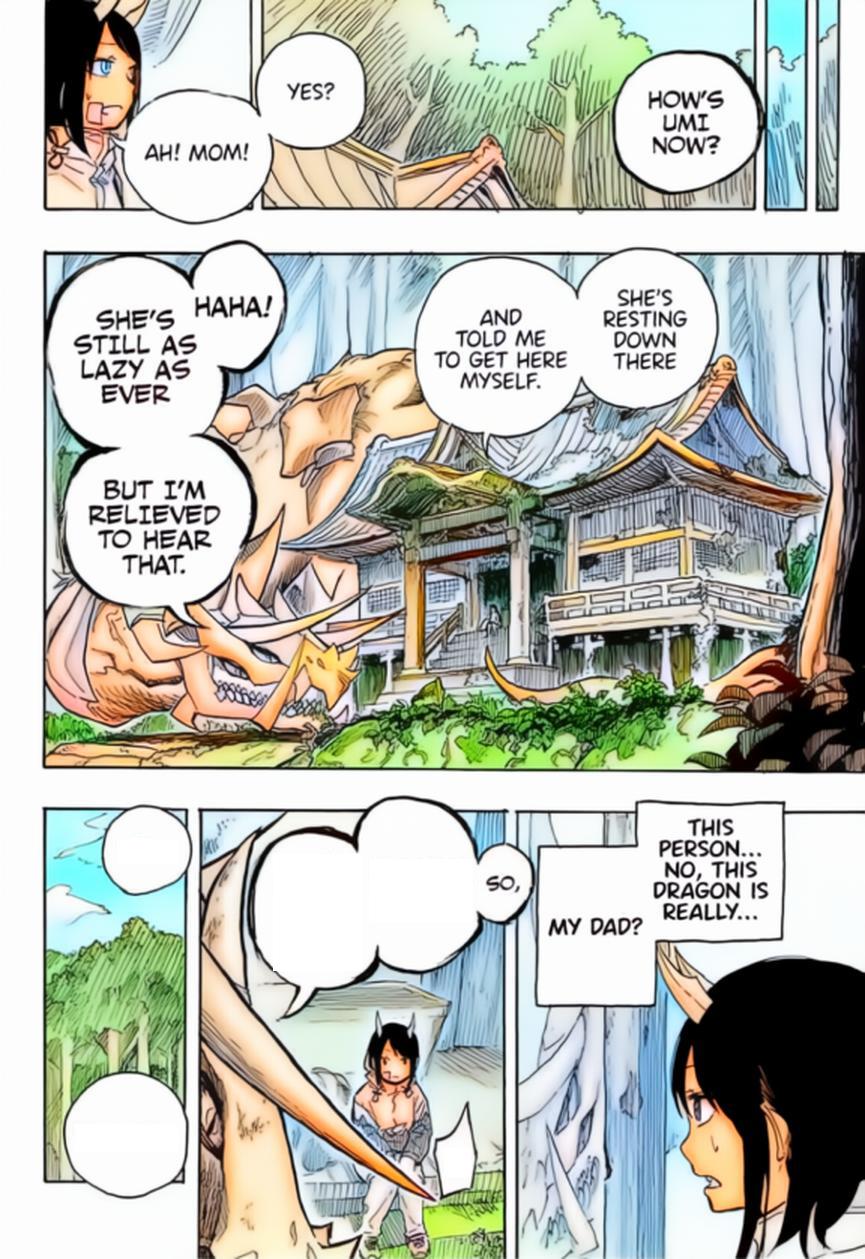 HOW'S
UMI
NOW?
YES?
AH! MOM!
SHE'S
RESTING
DOWN
THERE
AND
TOLD ME
TO GET HERE
MYSELF.
HAHA!
SHE'S
STILL AS
LAZY AS
EVER
BUT I'M
RELIEVED
TO HEAR
THAT.
THIS
PERSON...
NO, THIS
DRAGON IS
REALLY...
MY DAD?
SO,